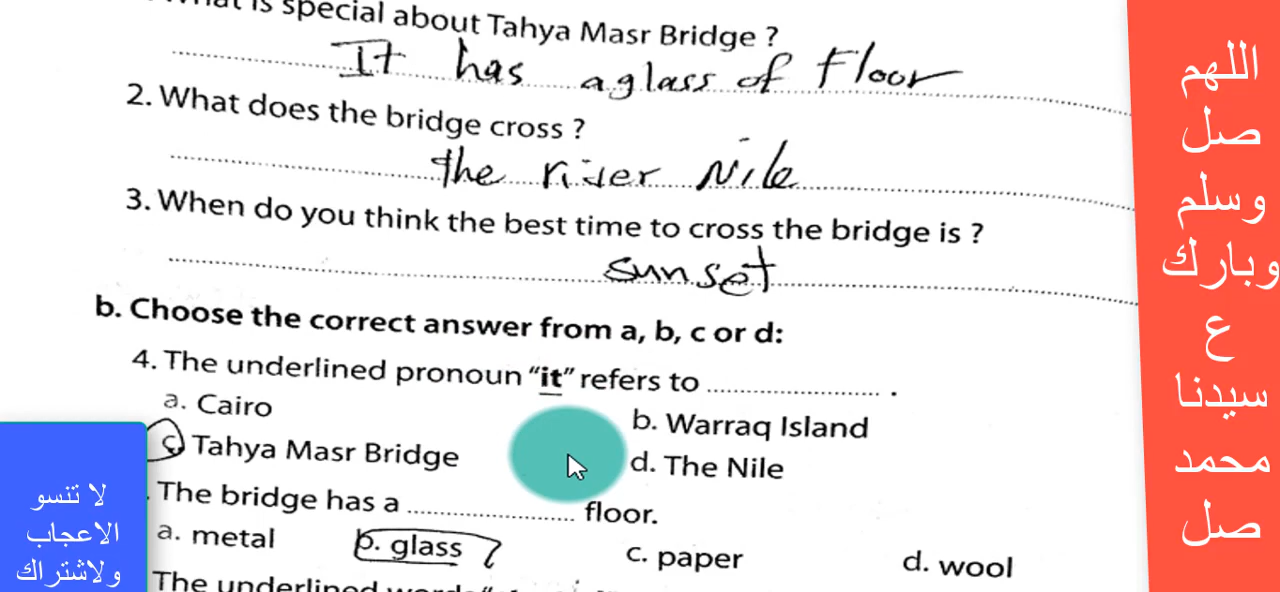 is special about Tahya Masr Bridge ?
It has a glass of floor
2. What does the bridge cross ?
the river Nile
3. When do you think the best time to cross the bridge is ?
sunset
b. Choose the correct answer from a, b, c or d:
4. The underlined pronoun “it” refers to .................... .
a. Cairo
b. Warraq Island
c. Tahya Masr Bridge
d. The Nile
. The bridge has a .................... floor.
a. metal
b. glass
c. paper
d. wool
The underlined
اللهم
صل
وسلم
وبارك
ع
سيدنا
محمد
صل
لا تنسو
الاعجاب
ولاشتراك